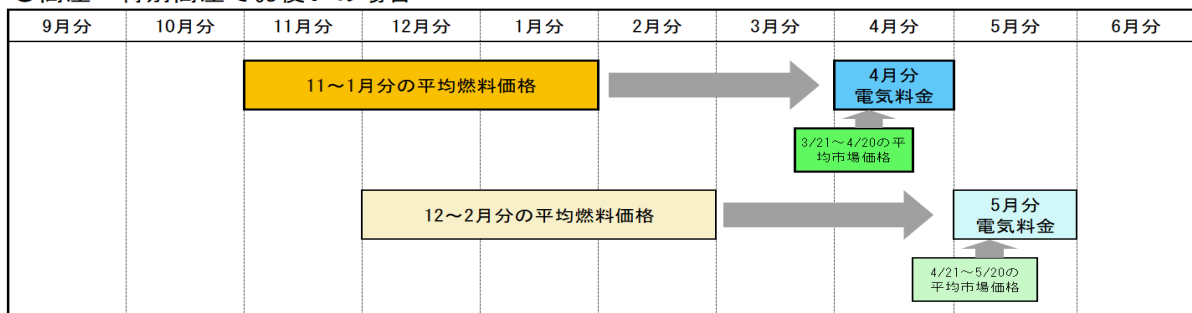 9月分 10月分 11月分 12月分 1月分 2月分 3月分 4月分 5月分 6月分
11～1月分の平均燃料価格
4月分
電気料金
3/21～4/20の平
均市場価格
12～2月分の平均燃料価格
5月分
電気料金
4/21～5/20の
平均市場価格